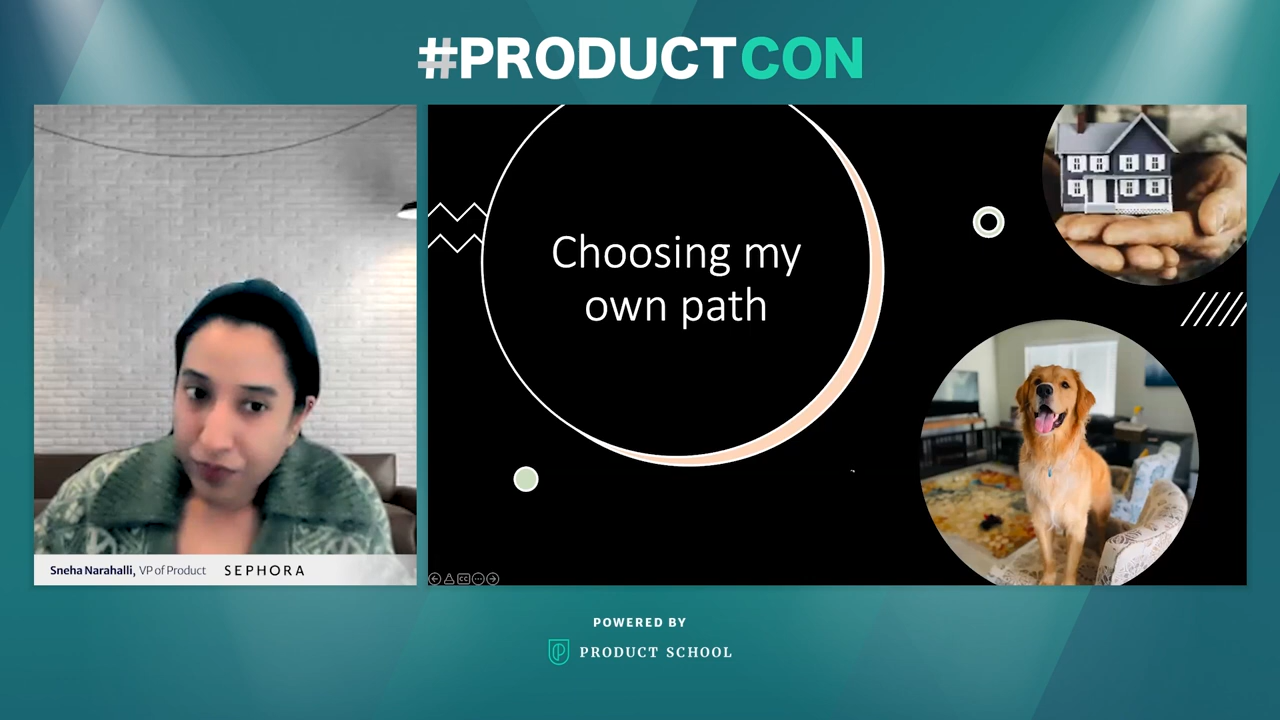 #PRODUCTCON
Choosing my
own path
Sneha Narahalli, VP of Product SEPHORA
POWERED BY
PRODUCT SCHOOL